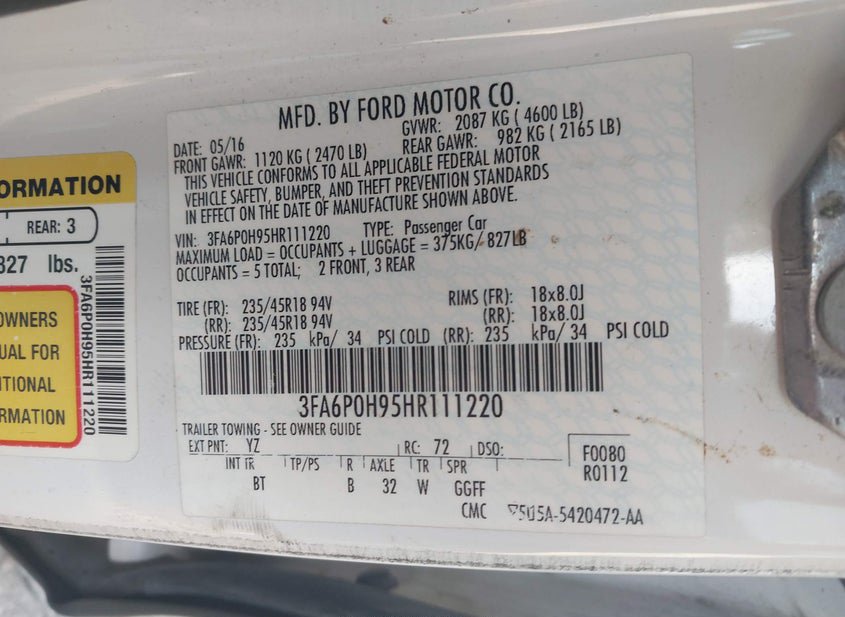 MFD. BY FORD MOTOR CO.
DATE: 05/16 GVWR: 2087 KG ( 4600 LB)
FRONT GAWR: 1120 KG ( 2470 LB) REAR GAWR: 982 KG ( 2165 LB)
THIS VEHICLE CONFORMS TO ALL APPLICABLE FEDERAL MOTOR
VEHICLE SAFETY, BUMPER, AND THEFT PREVENTION STANDARDS
IN EFFECT ON THE DATE OF MANUFACTURE SHOWN ABOVE.
VIN: 3FA6P0H95HR111220 TYPE: Passenger Car
MAXIMUM LOAD = OCCUPANTS + LUGGAGE = 375KG/ 827LB
OCCUPANTS = 5 TOTAL; 2 FRONT, 3 REAR
TIRE (FR): 235/45R18 94V RIMS (FR): 18x8.0J
(RR): 235/45R18 94V (RR): 18x8.0J
PRESSURE (FR): 235 kPa/ 34 PSI COLD (RR): 235 kPa/ 34 PSI COLD
3FA6P0H95HR111220
TRAILER TOWING - SEE OWNER GUIDE
EXT PNT: YZ RC: 72 DSO:
F0080
R0112
INT TR TP/PS R AXLE TR SPR
BT B 32 W GGFF
CMC 5U5A-5420472-AA
ORMATION
REAR: 3
827 lbs.
OWNERS
UAL FOR
ITIONAL
ORMATION
3FA6P0H95HR111220